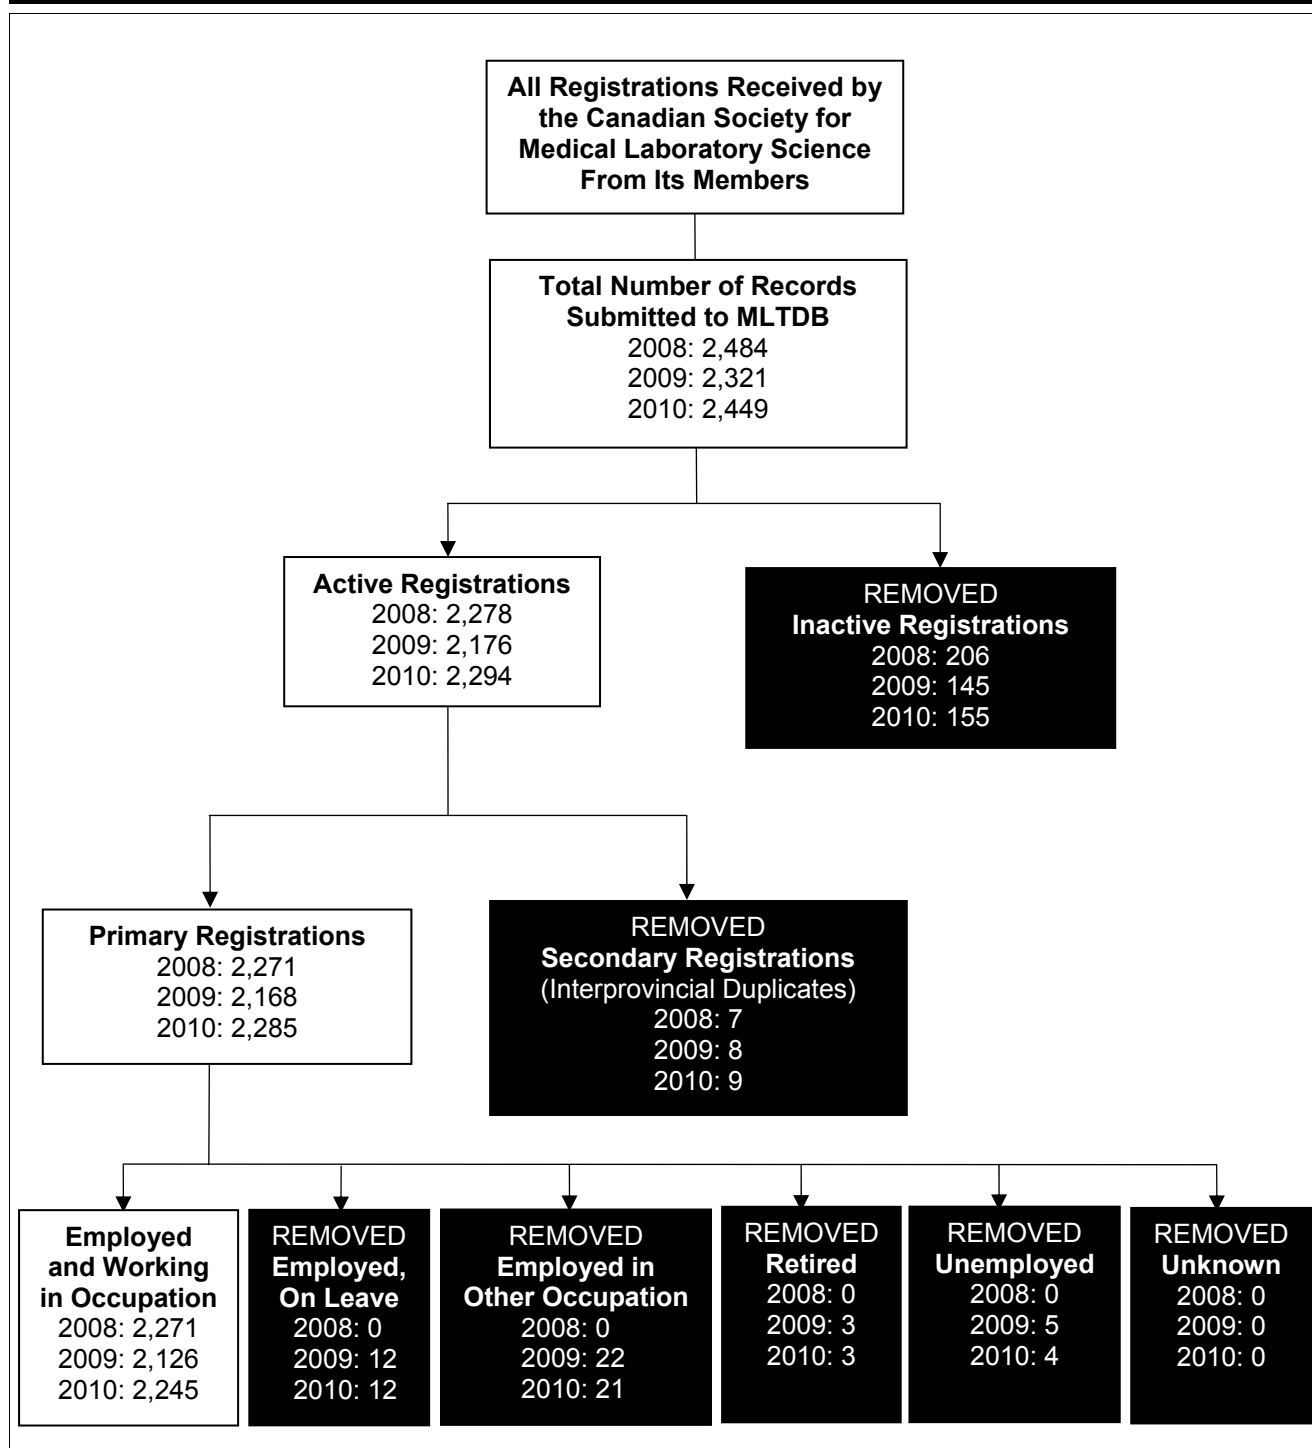 All Registrations Received by
the Canadian Society for
Medical Laboratory Science
From Its Members
Total Number of Records
Submitted to MLTDB
2008: 2,484
2009: 2,321
2010: 2,449
Active Registrations
2008: 2,278
2009: 2,176
2010: 2,294
REMOVED
Inactive Registrations
2008: 206
2009: 145
2010: 155
Primary Registrations
2008: 2,271
2009: 2,168
2010: 2,285
REMOVED
Secondary Registrations
(Interprovincial Duplicates)
2008: 7
2009: 8
2010: 9
Employed
and Working
in Occupation
2008: 2,271
2009: 2,126
2010: 2,245
REMOVED
Employed,
On Leave
2008: 0
2009: 12
2010: 12
REMOVED
Employed in
Other Occupation
2008: 0
2009: 22
2010: 21
REMOVED
Retired
2008: 0
2009: 3
2010: 3
REMOVED
Unemployed
2008: 0
2009: 5
2010: 4
REMOVED
Unknown
2008: 0
2009: 0
2010: 0